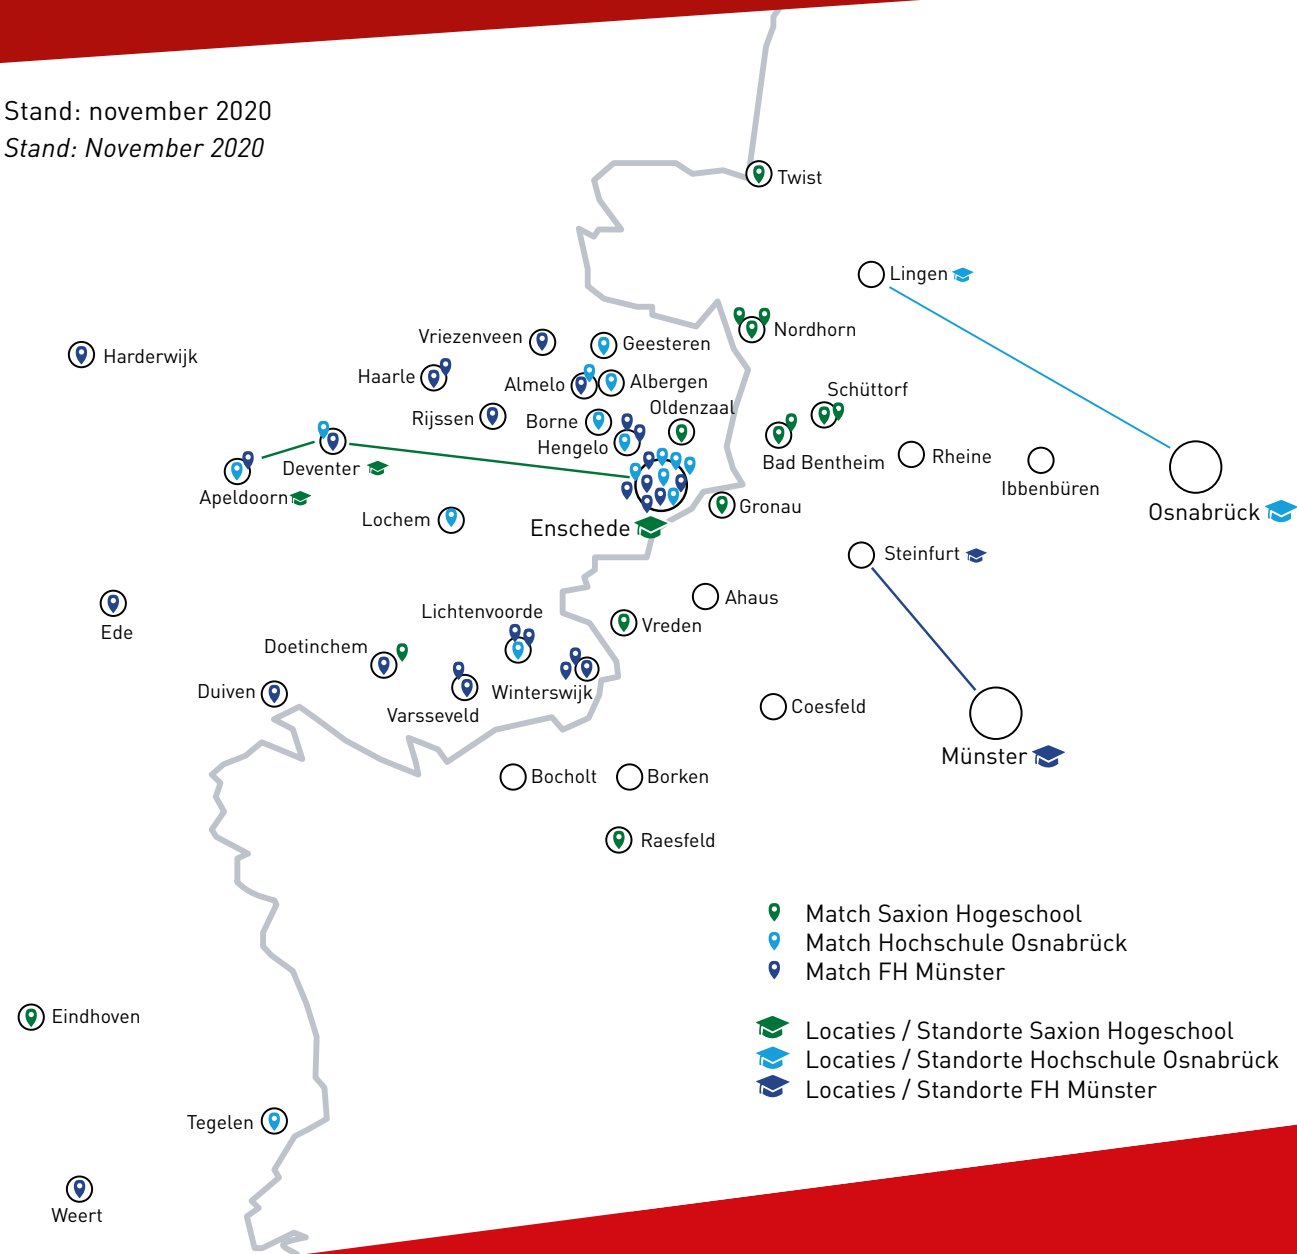 Stand: november 2020
Stand: November 2020
Twist
Lingen
Nordhorn
Vriezenveen
Geesteren
Harderwijk
Haarle
Almelo
Albergen
Schüttorf
Oldenzaal
Rijssen
Borne
Hengelo
Bad Bentheim
Rheine
Ibbenbüren
Deventer
Apeldoorn
Osnabrück
Gronau
Lochem
Enschede
Steinfurt
Ahaus
Lichtenvoorde
Vreden
Ede
Doetinchem
Duiven
Winterswijk
Varsseveld
Coesfeld
Münster
Bocholt
Borken
Raesfeld
Match Saxion Hogeschool
Match Hochschule Osnabrück
Match FH Münster
Eindhoven
Locaties / Standorte Saxion Hogeschool
Locaties / Standorte Hochschule Osnabrück
Locaties / Standorte FH Münster
Tegelen
Weert